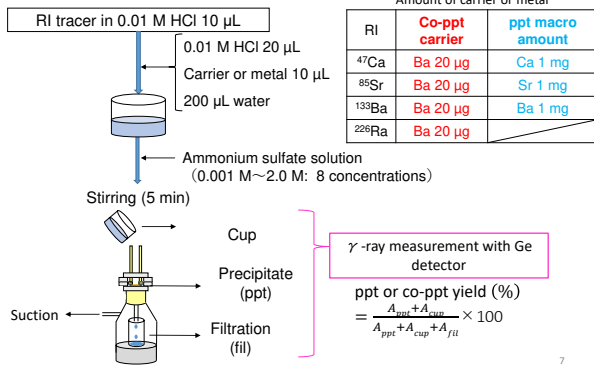 Amount of carrier or metal
RI tracer in 0.01 M HCl 10 µL
0.01 M HCl 20 µL
Carrier or metal 10 µL
200 µL water
RI Co-ppt carrier ppt macro amount
⁴⁷Ca Ba 20 µg Ca 1 mg
⁸⁵Sr Ba 20 µg Sr 1 mg
¹³³Ba Ba 20 µg Ba 1 mg
²²⁶Ra Ba 20 µg
Ammonium sulfate solution
(0.001 M～2.0 M: 8 concentrations)
Stirring (5 min)
Cup
Precipitate
(ppt)
Suction
Filtration
(fil)
γ -ray measurement with Ge
detector
ppt or co-ppt yield (%)
= (A_ppt+A_cup)/(A_ppt+A_cup+A_fil) × 100
7